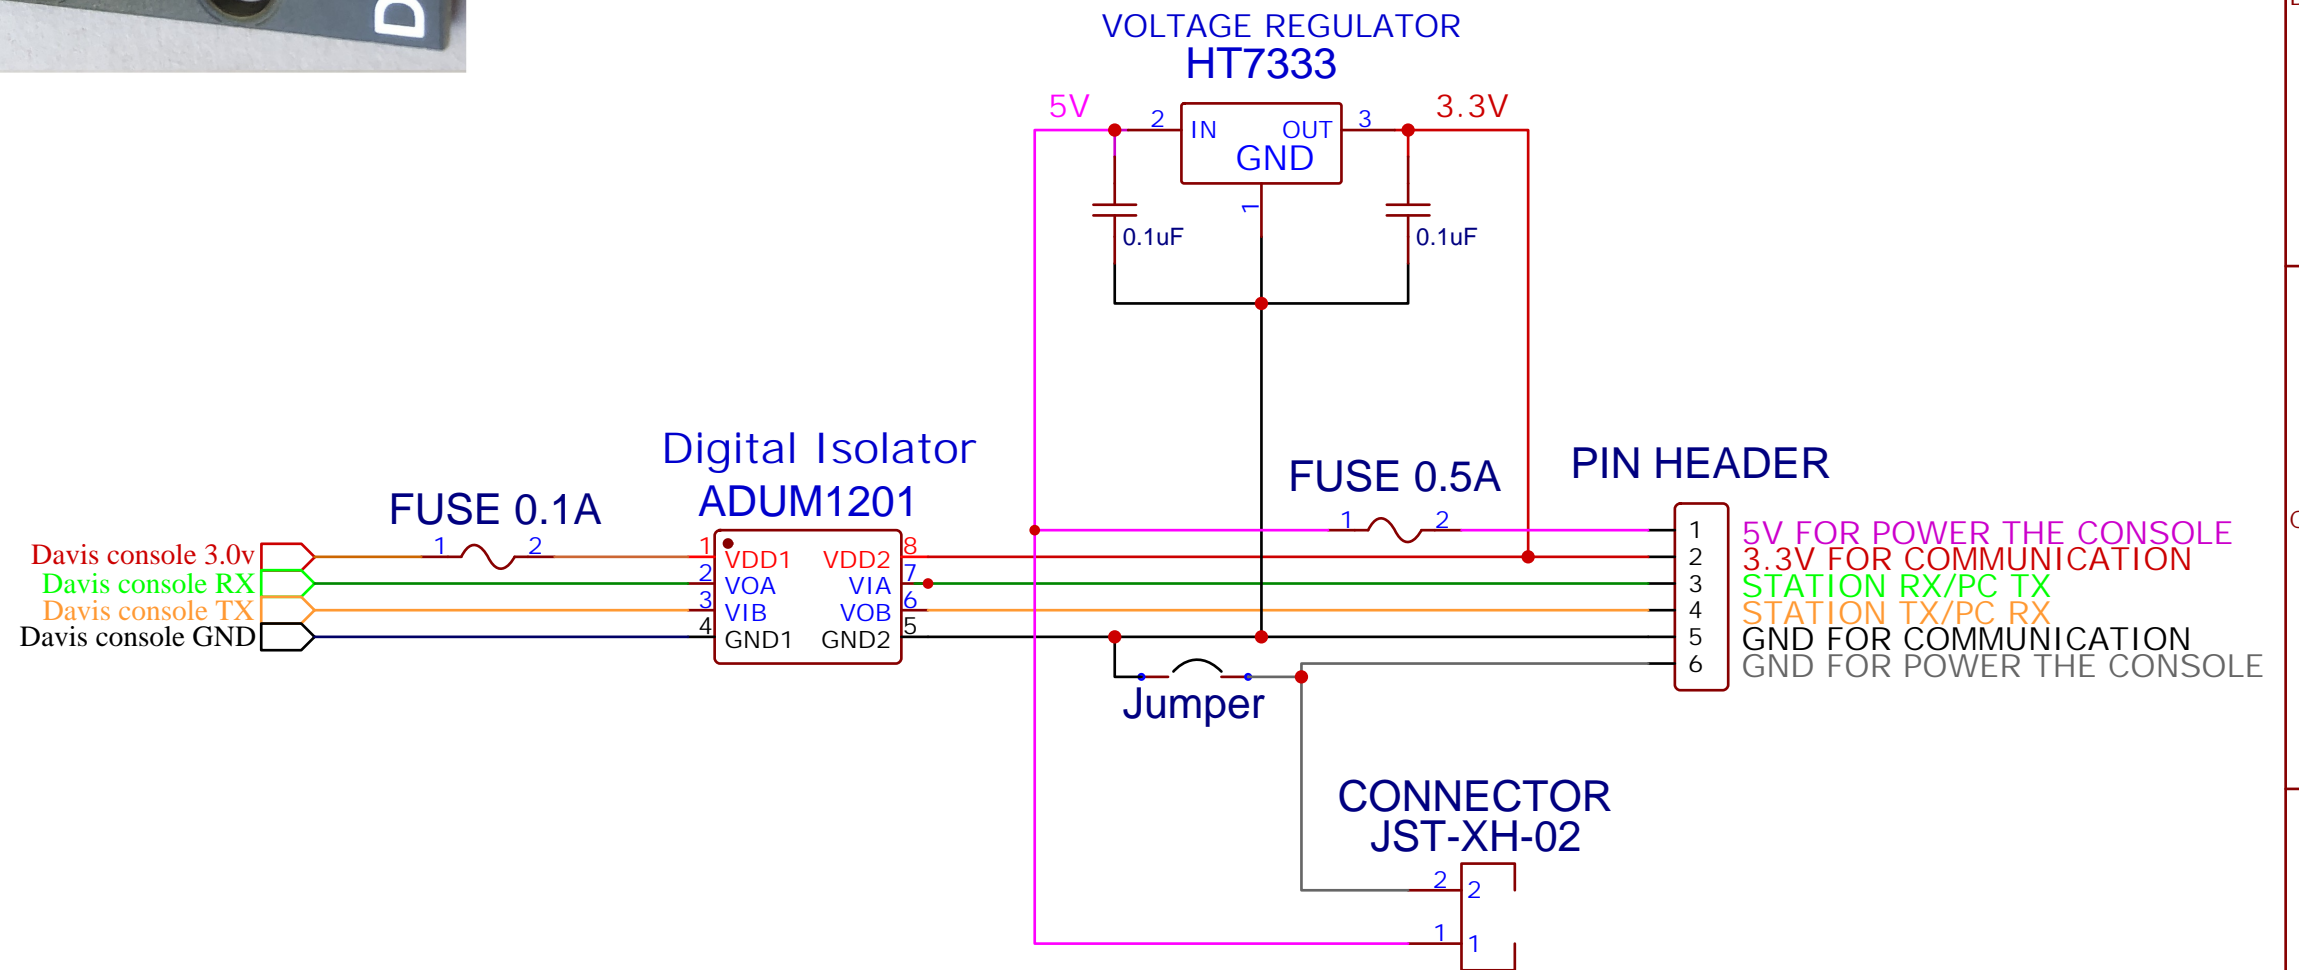 D
VOLTAGE REGULATOR
HT7333
5V
2
IN
OUT
3
3.3V
GND
1
0.1uF
0.1uF
Digital Isolator
ADUM1201
FUSE 0.1A
FUSE 0.5A
PIN HEADER
Davis console 3.0v
1
2
1
VDD1
VDD2
8
1
2
1
5V FOR POWER THE CONSOLE
2
3.3V FOR COMMUNICATION
Davis console RX
2
VOA
VIA
7
3
STATION RX/PC TX
Davis console TX
3
VIB
VOB
6
4
STATION TX/PC RX
Davis console GND
4
GND1
GND2
5
5
GND FOR COMMUNICATION
6
GND FOR POWER THE CONSOLE
Jumper
CONNECTOR
JST-XH-02
2
2
1
1